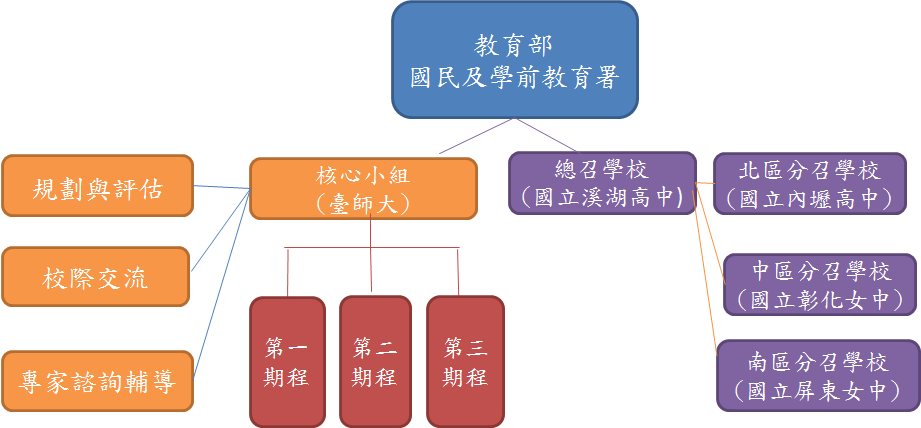 教育部
國民及學前教育署
核心小組
（臺師大）
總召學校
(國立溪湖高中)
北區分召學校
（國立內壢高中）
規劃與評估
校際交流
中區分召學校
（國立彰化女中）
專家諮詢輔導
第一
期程
第二
期程
第三
期程
南區分召學校
（國立屏東女中）